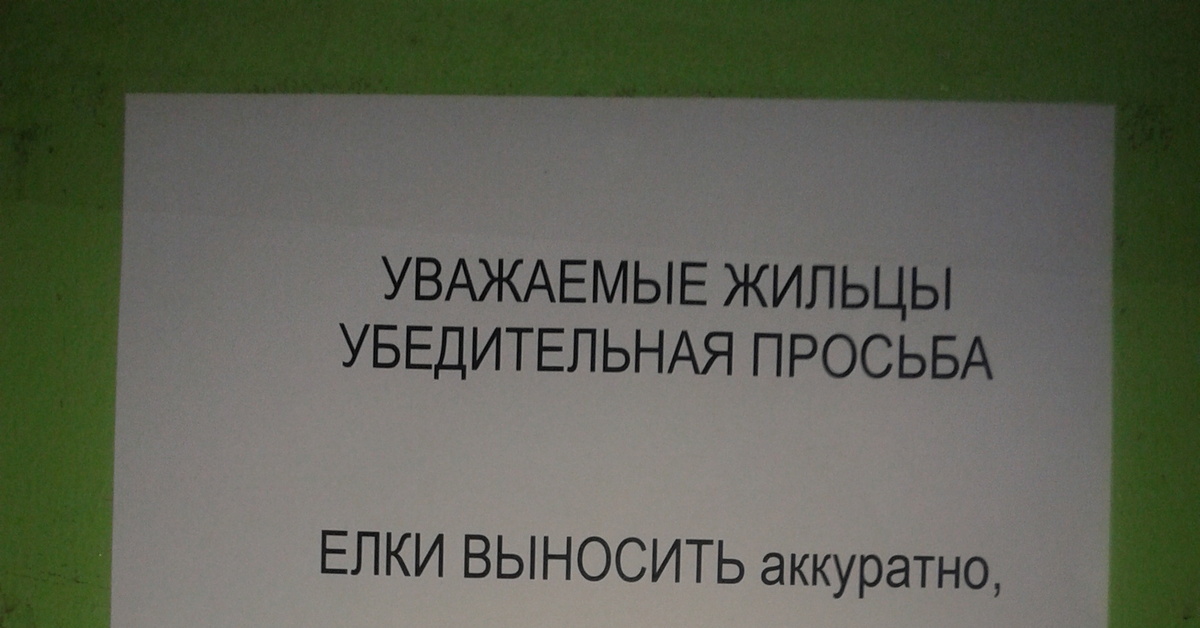 УВАЖАЕМЫЕ ЖИЛЬЦЫ
УБЕДИТЕЛЬНАЯ ПРОСЬБА
ЕЛКИ ВЫНОСИТЬ аккуратно,